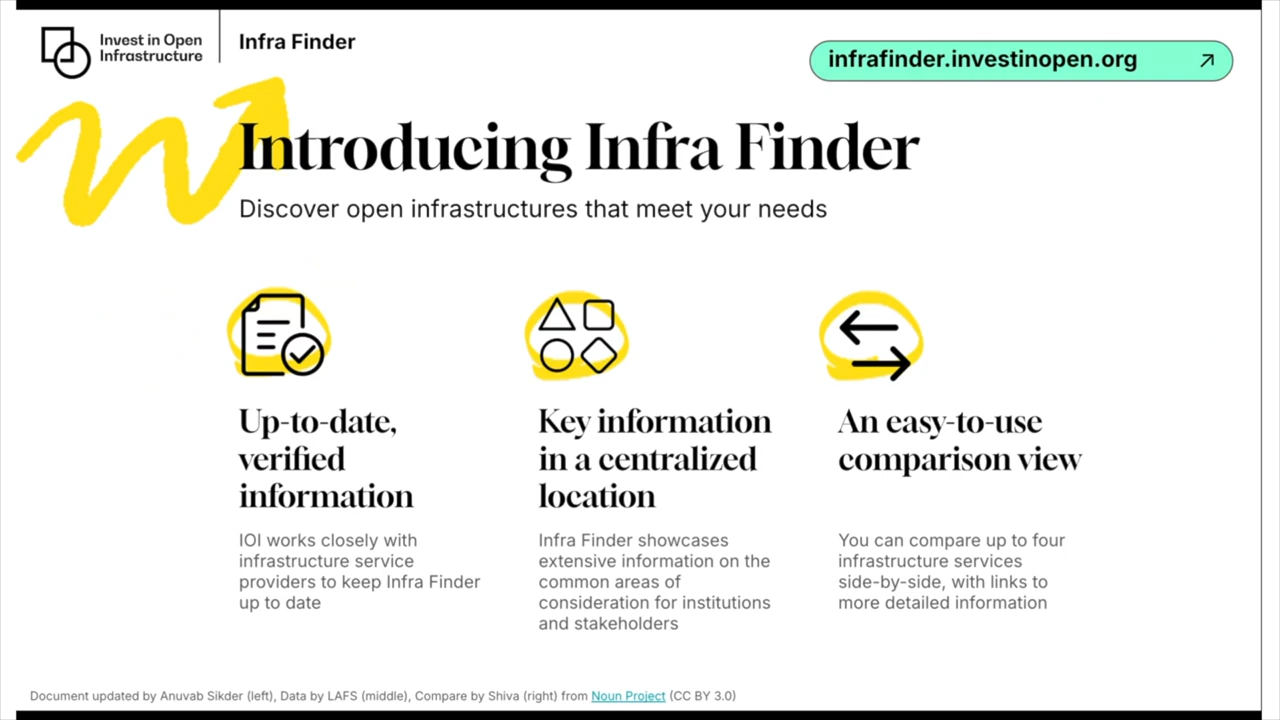 Invest in Open
Infrastructure
Infra Finder
infrafinder.investinopen.org
Introducing Infra Finder
Discover open infrastructures that meet your needs
Up-to-date,
verified
information
IOI works closely with
infrastructure service
providers to keep Infra Finder
up to date
Key information
in a centralized
location
Infra Finder showcases
extensive information on the
common areas of
consideration for institutions
and stakeholders
An easy-to-use
comparison view
You can compare up to four
infrastructure services
side-by-side, with links to
more detailed information
Document updated by Anuvab Sikder (left), Data by LAFS (middle), Compare by Shiva (right) from Noun Project (CC BY 3.0)